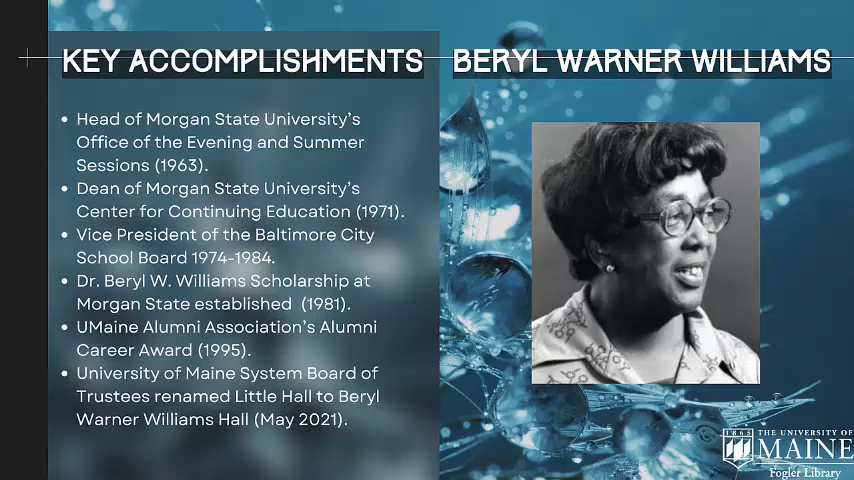 KEY ACCOMPLISHMENTS
BERYL WARNER WILLIAMS
• Head of Morgan State University's
Office of the Evening and Summer
Sessions (1963).
• Dean of Morgan State University's
Center for Continuing Education (1971).
• Vice President of the Baltimore City
School Board 1974-1984.
• Dr. Beryl W. Williams Scholarship at
Morgan State established (1981).
• UMaine Alumni Association's Alumni
Career Award (1995).
• University of Maine System Board of
Trustees renamed Little Hall to Beryl
Warner Williams Hall (May 2021).
1865
THE UNIVERSITY OF
MAINE
Fogler Library